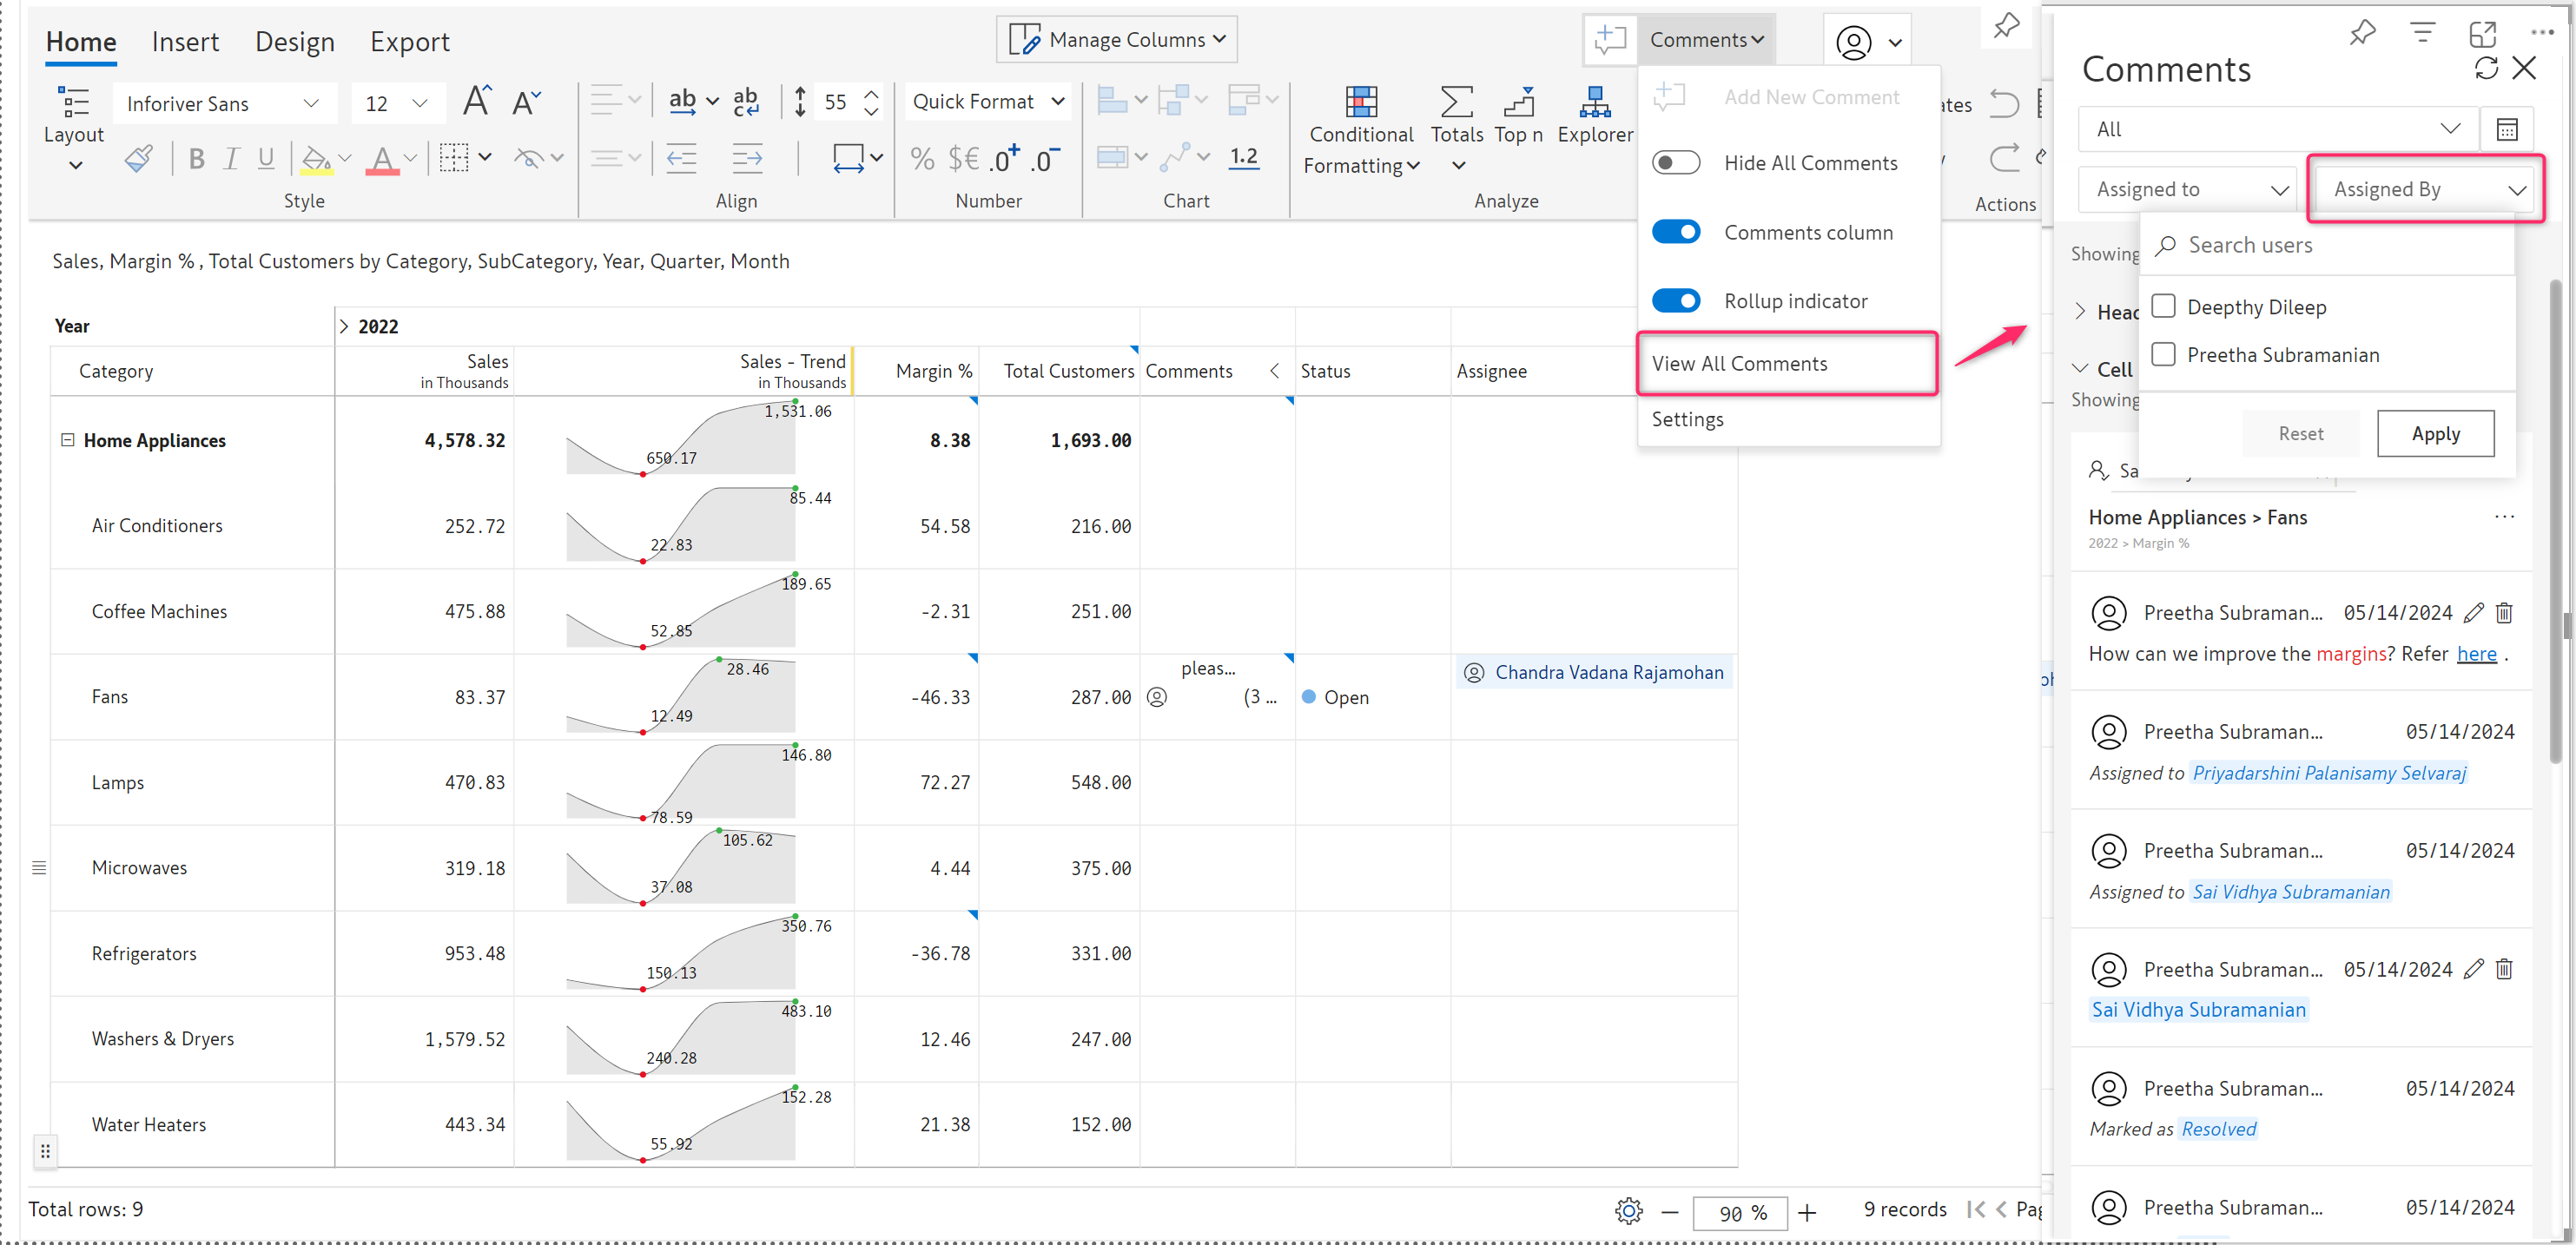 Home Insert Design Export
Manage Columns
Comments
Layout
Inforiver Sans 12
B I U
Style
ab
ab
c
55
Align
Quick Format
% $€ .0+ .0-
Number
1.2
Chart
Conditional Formatting
Totals
Top n
Explorer
Analyze
ates
Actions
Add New Comment
Hide All Comments
Comments column
Rollup indicator
View All Comments
Settings
Sales, Margin % , Total Customers by Category, SubCategory, Year, Quarter, Month
Year > 2022
Category Sales in Thousands Sales - Trend in Thousands Margin % Total Customers Comments Status Assignee
Home Appliances 4,578.32 650.17 1,531.06 8.38 1,693.00
Air Conditioners 252.72 22.83 85.44 54.58 216.00
Coffee Machines 475.88 52.85 189.65 -2.31 251.00
Fans 83.37 12.49 28.46 -46.33 287.00 pleas... (3 ... Open Chandra Vadana Rajamohan
Lamps 470.83 78.59 146.80 72.27 548.00
Microwaves 319.18 37.08 105.62 4.44 375.00
Refrigerators 953.48 150.13 350.76 -36.78 331.00
Washers & Dryers 1,579.52 240.28 483.10 12.46 247.00
Water Heaters 443.34 55.92 152.28 21.38 152.00
Total rows: 9
90 %
9 records
Pag
Comments
All
Assigned to
Assigned By
Showing
Search users
Head
Deepthy Dileep
Cell
Preetha Subramanian
Showing
Reset Apply
Sa
Home Appliances > Fans ...
2022 > Margin %
Preetha Subraman... 05/14/2024
How can we improve the margins? Refer here .
Preetha Subraman... 05/14/2024
Assigned to Priyadarshini Palanisamy Selvaraj
Preetha Subraman... 05/14/2024
Assigned to Sai Vidhya Subramanian
Preetha Subraman... 05/14/2024
Sai Vidhya Subramanian
Preetha Subraman... 05/14/2024
Marked as Resolved
Preetha Subraman... 05/14/2024